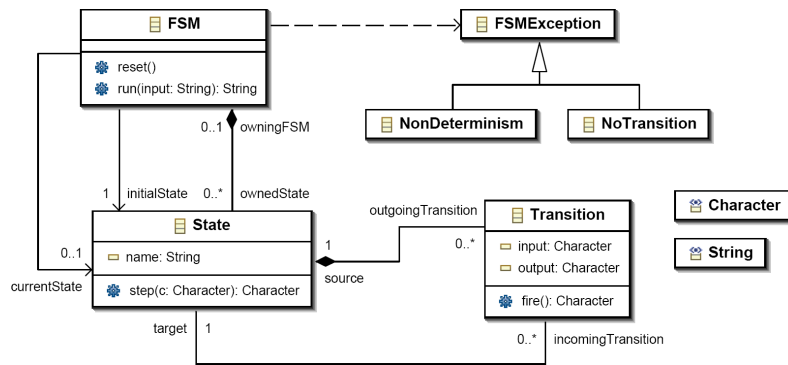 FSM
FSMException
reset()
run(input: String): String
NonDeterminism
NoTransition
0..1
owningFSM
1
initialState
0..*
ownedState
State
outgoingTransition
Transition
Character
name: String
1
0..*
input: Character
output: Character
String
0..1
source
currentState
step(c: Character): Character
fire(): Character
target
1
0..*
incomingTransition